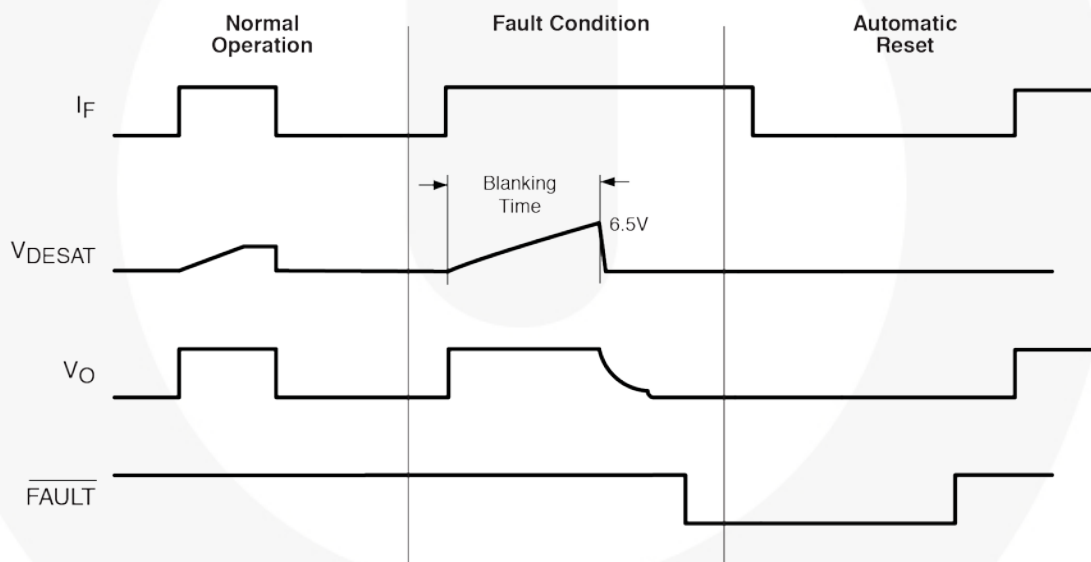 Normal
Operation
Fault Condition
Automatic
Reset
IF
Blanking
Time
6.5V
VDESAT
VO
FAULT